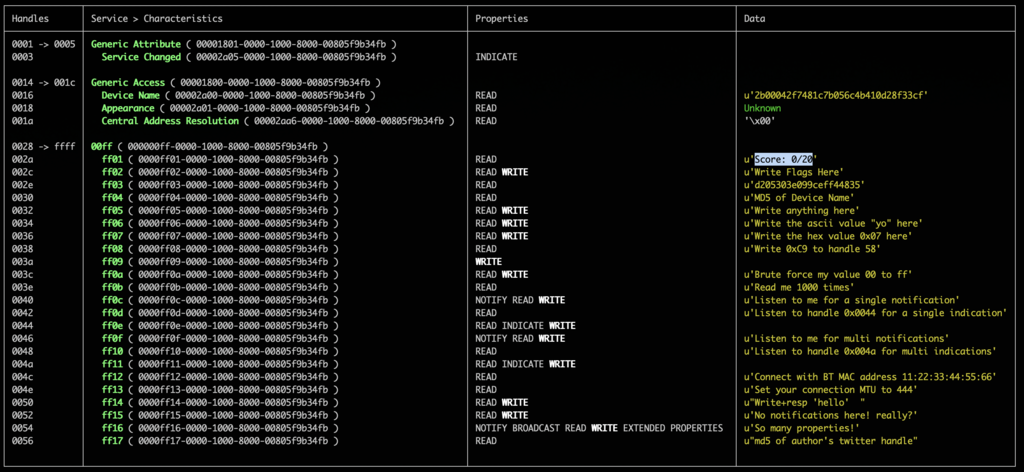 Handles Service > Characteristics Properties Data
0001 -> 0005 Generic Attribute ( 00001801-0000-1000-8000-00805f9b34fb )
0003 Service Changed ( 00002a05-0000-1000-8000-00805f9b34fb ) INDICATE
0014 -> 001c Generic Access ( 00001800-0000-1000-8000-00805f9b34fb )
0016 Device Name ( 00002a00-0000-1000-8000-00805f9b34fb ) READ u'2b00042f7481c7b056c4b410d28f33cf'
0018 Appearance ( 00002a01-0000-1000-8000-00805f9b34fb ) READ Unknown
001a Central Address Resolution ( 00002aa6-0000-1000-8000-00805f9b34fb ) READ '\x00'
0028 -> ffff 00ff ( 000000ff-0000-1000-8000-00805f9b34fb )
002a ff01 ( 0000ff01-0000-1000-8000-00805f9b34fb ) READ u'Score: 0/20'
002c ff02 ( 0000ff02-0000-1000-8000-00805f9b34fb ) READ WRITE u'Write Flags Here'
002e ff03 ( 0000ff03-0000-1000-8000-00805f9b34fb ) READ u'd205303e099ceff44835'
0030 ff04 ( 0000ff04-0000-1000-8000-00805f9b34fb ) READ u'MD5 of Device Name'
0032 ff05 ( 0000ff05-0000-1000-8000-00805f9b34fb ) READ WRITE u'Write anything here'
0034 ff06 ( 0000ff06-0000-1000-8000-00805f9b34fb ) READ WRITE u'Write the ascii value "yo" here'
0036 ff07 ( 0000ff07-0000-1000-8000-00805f9b34fb ) READ WRITE u'Write the hex value 0x07 here'
0038 ff08 ( 0000ff08-0000-1000-8000-00805f9b34fb ) READ u'Write 0xC9 to handle 58'
003a ff09 ( 0000ff09-0000-1000-8000-00805f9b34fb ) WRITE
003c ff0a ( 0000ff0a-0000-1000-8000-00805f9b34fb ) READ WRITE u'Brute force my value 00 to ff'
003e ff0b ( 0000ff0b-0000-1000-8000-00805f9b34fb ) READ u'Read me 1000 times'
0040 ff0c ( 0000ff0c-0000-1000-8000-00805f9b34fb ) NOTIFY READ WRITE u'Listen to me for a single notification'
0042 ff0d ( 0000ff0d-0000-1000-8000-00805f9b34fb ) READ u'Listen to handle 0x0044 for a single indication'
0044 ff0e ( 0000ff0e-0000-1000-8000-00805f9b34fb ) READ INDICATE WRITE
0046 ff0f ( 0000ff0f-0000-1000-8000-00805f9b34fb ) NOTIFY READ WRITE u'Listen to me for multi notifications'
0048 ff10 ( 0000ff10-0000-1000-8000-00805f9b34fb ) READ u'Listen to handle 0x004a for multi indications'
004a ff11 ( 0000ff11-0000-1000-8000-00805f9b34fb ) READ INDICATE WRITE
004c ff12 ( 0000ff12-0000-1000-8000-00805f9b34fb ) READ u'Connect with BT MAC address 11:22:33:44:55:66'
004e ff13 ( 0000ff13-0000-1000-8000-00805f9b34fb ) READ u'Set your connection MTU to 444'
0050 ff14 ( 0000ff14-0000-1000-8000-00805f9b34fb ) READ WRITE u"Write+resp 'hello'  "
0052 ff15 ( 0000ff15-0000-1000-8000-00805f9b34fb ) READ WRITE u'No notifications here! really?'
0054 ff16 ( 0000ff16-0000-1000-8000-00805f9b34fb ) NOTIFY BROADCAST READ WRITE EXTENDED PROPERTIES u'So many properties!'
0056 ff17 ( 0000ff17-0000-1000-8000-00805f9b34fb ) READ u"md5 of author's twitter handle"